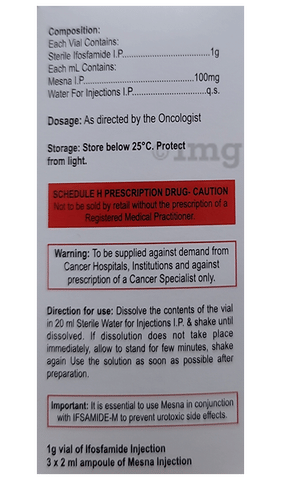 Composition:
Each Vial Contains:
Sterile Ifosfamide I.P.....................1g
Each mL Contains:
Mesna I.P......................................100mg
Water For Injections I.P..................q.s.
Dosage: As directed by the Oncologist
Storage: Store below 25°C. Protect
from light.
1mg
SCHEDULE H PRESCRIPTION DRUG- CAUTION
Not to be sold by retail without the prescription of a
Registered Medical Practitioner.
Warning: To be supplied against demand from
Cancer Hospitals, Institutions and against
prescription of a Cancer Specialist only.
Direction for use: Dissolve the contents of the vial
in 20 ml Sterile Water for Injections I.P. & shake until
dissolved. If dissolution does not take place
immediately, allow to stand for few minutes, shake
again Use the solution as soon as possible after
preparation.
Important: It is essential to use Mesna in conjunction
with IFSAMIDE-M to prevent urotoxic side effects.
1g vial of Ifosfamide Injection
3 x 2 ml ampoule of Mesna Injection